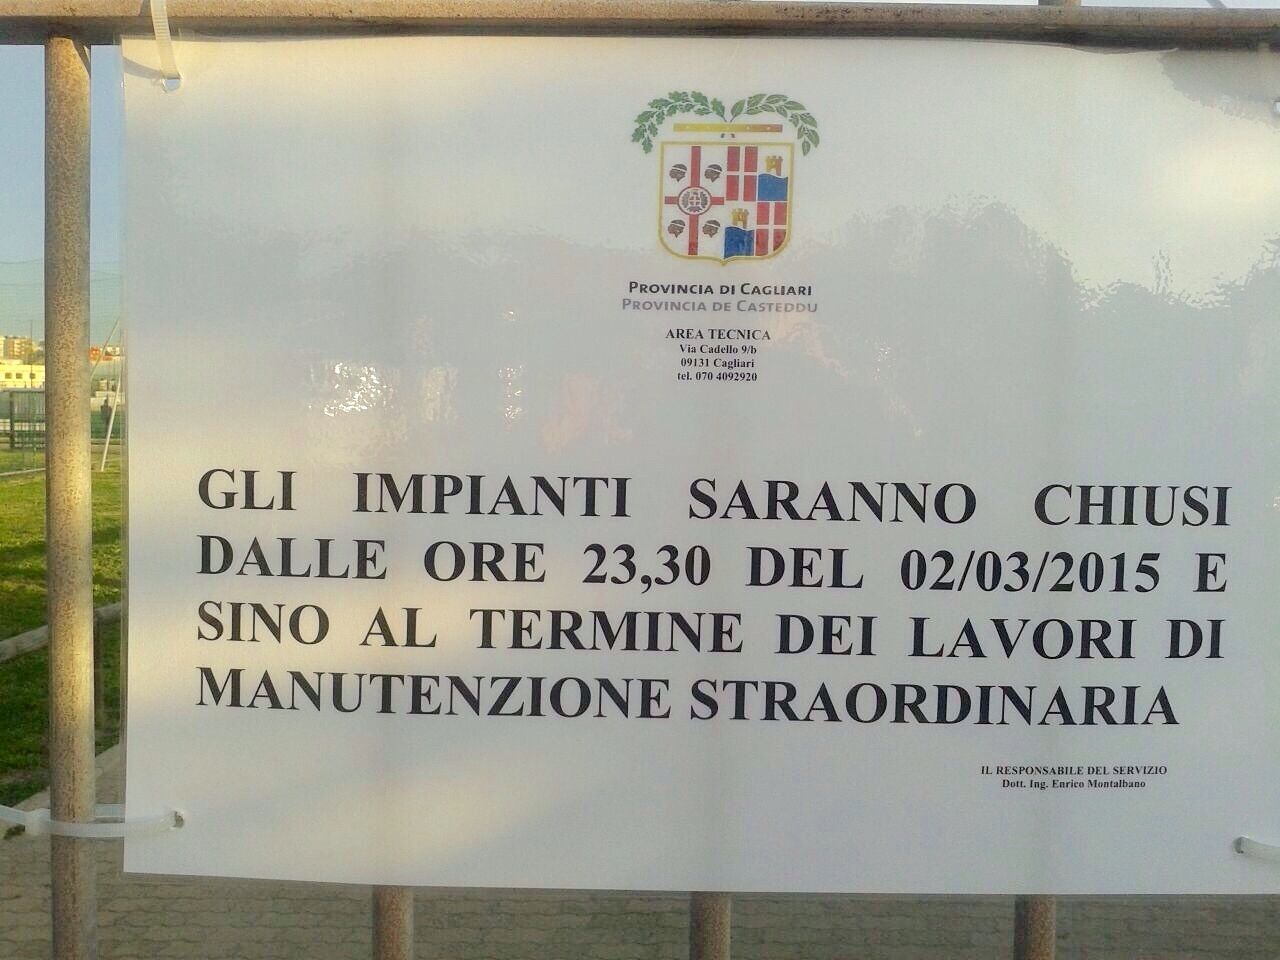 PROVINCIA DI CAGLIARI
PROVINCIA DE CASTEDDU
AREA TECNICA
Via Cadello 9/b
09131 Cagliari
tel. 070 4092920
GLI IMPIANTI SARANNO CHIUSI
DALLE ORE 23,30 DEL 02/03/2015 E
SINO AL TERMINE DEI LAVORI DI
MANUTENZIONE STRAORDINARIA
IL RESPONSABILE DEL SERVIZIO
Dott. Ing. Enrico Montalbano